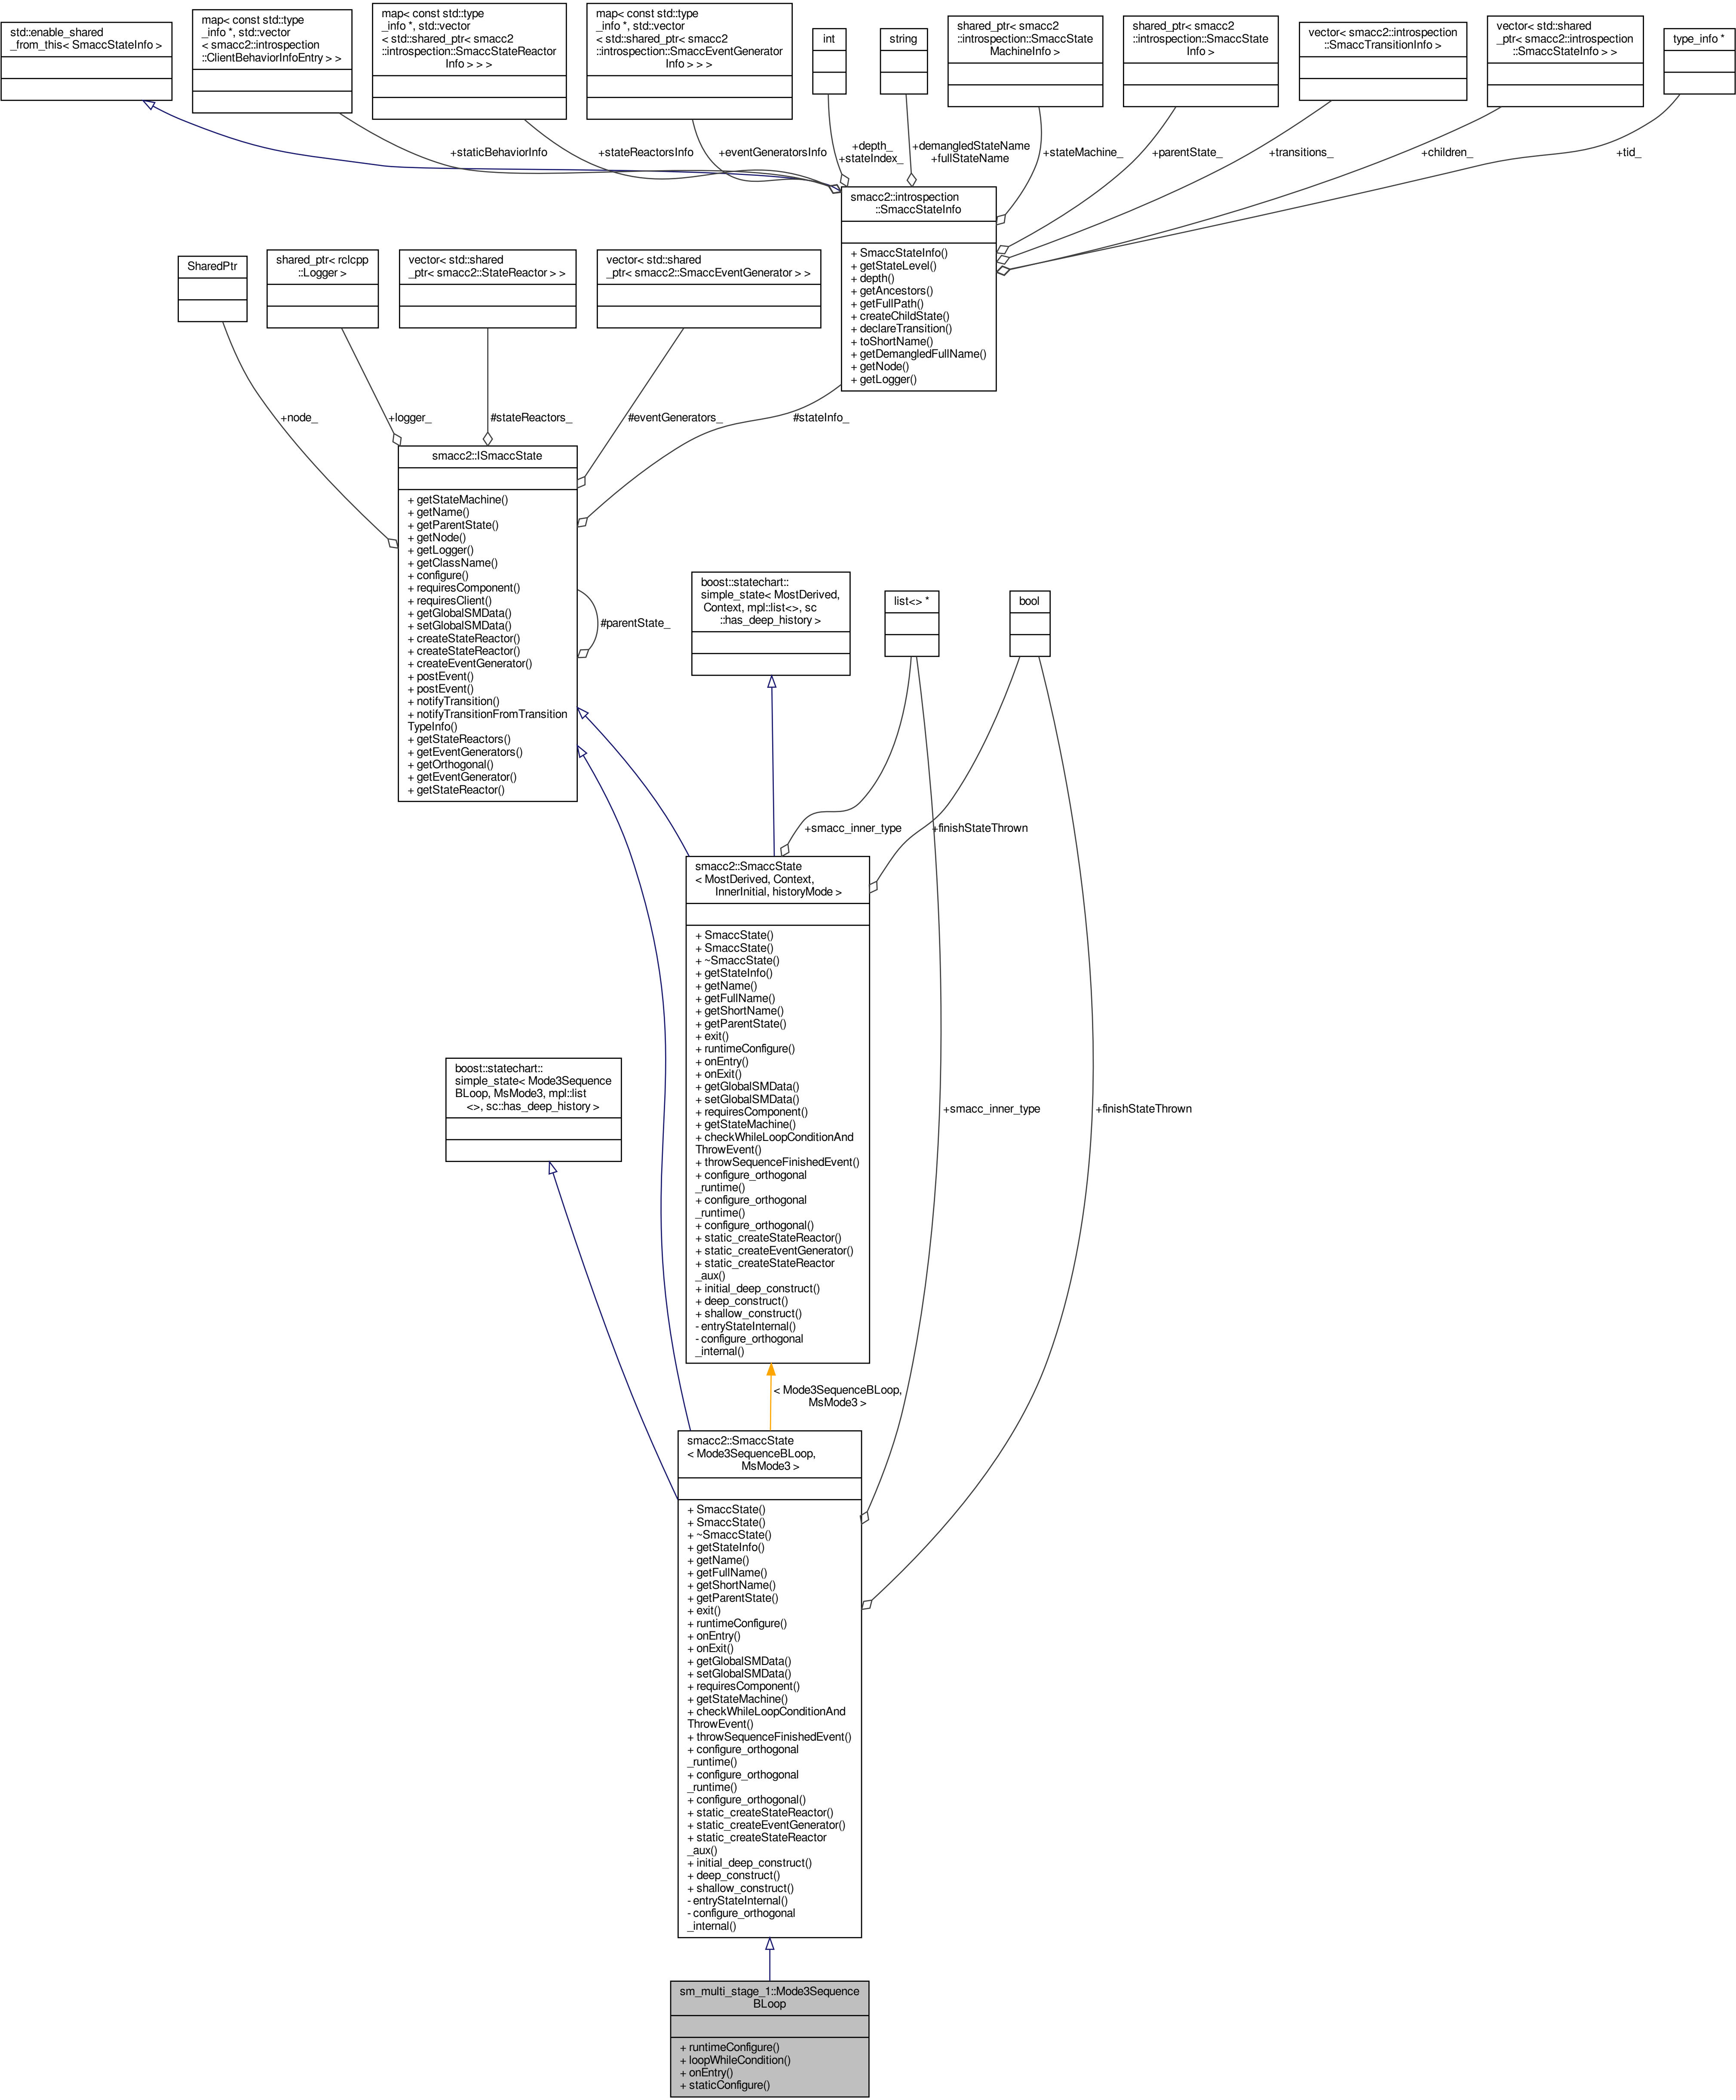 std::enable_shared
_from_this< SmaccStateInfo >
map< const std::type
_info *, std::vector
< smacc2::introspection
::ClientBehaviorInfoEntry > >
map< const std::type
_info *, std::vector
< std::shared_ptr< smacc2
::introspection::SmaccStateReactor
Info > > >
map< const std::type
_info *, std::vector
< std::shared_ptr< smacc2
::introspection::SmaccEventGenerator
Info > > >
int
string
shared_ptr< smacc2
::introspection::SmaccState
MachineInfo >
shared_ptr< smacc2
::introspection::SmaccState
Info >
vector< smacc2::introspection
::SmaccTransitionInfo >
vector< std::shared
_ptr< smacc2::introspection
::SmaccStateInfo > >
type_info *
+staticBehaviorInfo
+stateReactorsInfo
+eventGeneratorsInfo
+depth_
+stateIndex_
+demangledStateName
+fullStateName
+stateMachine_
+parentState_
+transitions_
+children_
+tid_
smacc2::introspection
::SmaccStateInfo
+ SmaccStateInfo()
+ getStateLevel()
+ depth()
+ getAncestors()
+ getFullPath()
+ createChildState()
+ declareTransition()
+ toShortName()
+ getDemangledFullName()
+ getNode()
+ getLogger()
SharedPtr
shared_ptr< rclcpp
::Logger >
vector< std::shared
_ptr< smacc2::StateReactor > >
vector< std::shared
_ptr< smacc2::SmaccEventGenerator > >
+node_
+logger_
#stateReactors_
#eventGenerators_
#stateInfo_
smacc2::ISmaccState
+ getStateMachine()
+ getName()
+ getParentState()
+ getNode()
+ getLogger()
+ getClassName()
+ configure()
+ requiresComponent()
+ requiresClient()
+ getGlobalSMData()
+ setGlobalSMData()
+ createStateReactor()
+ createStateReactor()
+ createEventGenerator()
+ postEvent()
+ postEvent()
+ notifyTransition()
+ notifyTransitionFromTransition
TypeInfo()
+ getStateReactors()
+ getEventGenerators()
+ getOrthogonal()
+ getEventGenerator()
+ getStateReactor()
#parentState_
boost::statechart::
simple_state< MostDerived,
Context, mpl::list<>, sc
::has_deep_history >
list<> *
bool
+smacc_inner_type
+finishStateThrown
smacc2::SmaccState
< MostDerived, Context,
InnerInitial, historyMode >
+ SmaccState()
+ SmaccState()
+ ~SmaccState()
+ getStateInfo()
+ getName()
+ getFullName()
+ getShortName()
+ getParentState()
+ exit()
+ runtimeConfigure()
+ onEntry()
+ onExit()
+ getGlobalSMData()
+ setGlobalSMData()
+ requiresComponent()
+ getStateMachine()
+ checkWhileLoopConditionAnd
ThrowEvent()
+ throwSequenceFinishedEvent()
+ configure_orthogonal
_runtime()
+ configure_orthogonal
_runtime()
+ configure_orthogonal()
+ static_createStateReactor()
+ static_createEventGenerator()
+ static_createStateReactor
_aux()
+ initial_deep_construct()
+ deep_construct()
+ shallow_construct()
- entryStateInternal()
- configure_orthogonal
_internal()
boost::statechart::
simple_state< Mode3Sequence
BLoop, MsMode3, mpl::list
<>, sc::has_deep_history >
+smacc_inner_type
+finishStateThrown
< Mode3SequenceBLoop,
MsMode3 >
smacc2::SmaccState
< Mode3SequenceBLoop,
MsMode3 >
+ SmaccState()
+ SmaccState()
+ ~SmaccState()
+ getStateInfo()
+ getName()
+ getFullName()
+ getShortName()
+ getParentState()
+ exit()
+ runtimeConfigure()
+ onEntry()
+ onExit()
+ getGlobalSMData()
+ setGlobalSMData()
+ requiresComponent()
+ getStateMachine()
+ checkWhileLoopConditionAnd
ThrowEvent()
+ throwSequenceFinishedEvent()
+ configure_orthogonal
_runtime()
+ configure_orthogonal
_runtime()
+ configure_orthogonal()
+ static_createStateReactor()
+ static_createEventGenerator()
+ static_createStateReactor
_aux()
+ initial_deep_construct()
+ deep_construct()
+ shallow_construct()
- entryStateInternal()
- configure_orthogonal
_internal()
sm_multi_stage_1::Mode3Sequence
BLoop
+ runtimeConfigure()
+ loopWhileCondition()
+ onEntry()
+ staticConfigure()